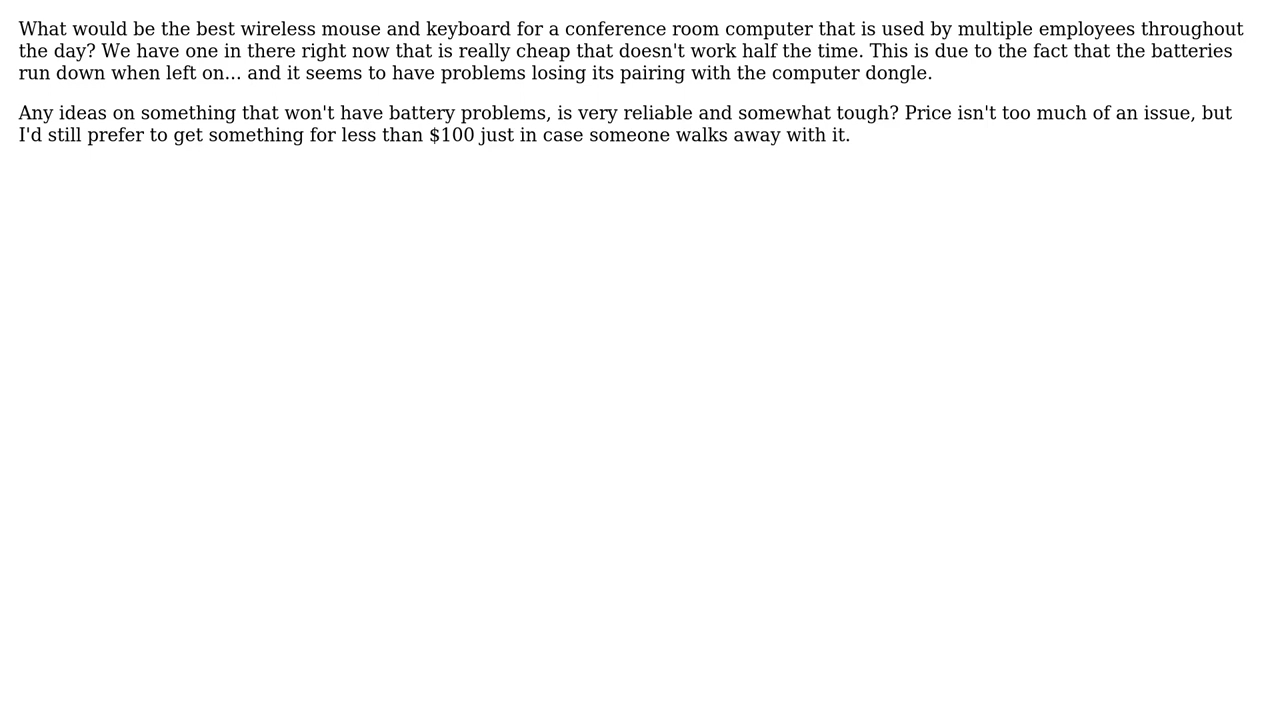 What would be the best wireless mouse and keyboard for a conference room computer that is used by multiple employees throughout
the day? We have one in there right now that is really cheap that doesn't work half the time. This is due to the fact that the batteries
run down when left on... and it seems to have problems losing its pairing with the computer dongle.
Any ideas on something that won't have battery problems, is very reliable and somewhat tough? Price isn't too much of an issue, but
I'd still prefer to get something for less than $100 just in case someone walks away with it.